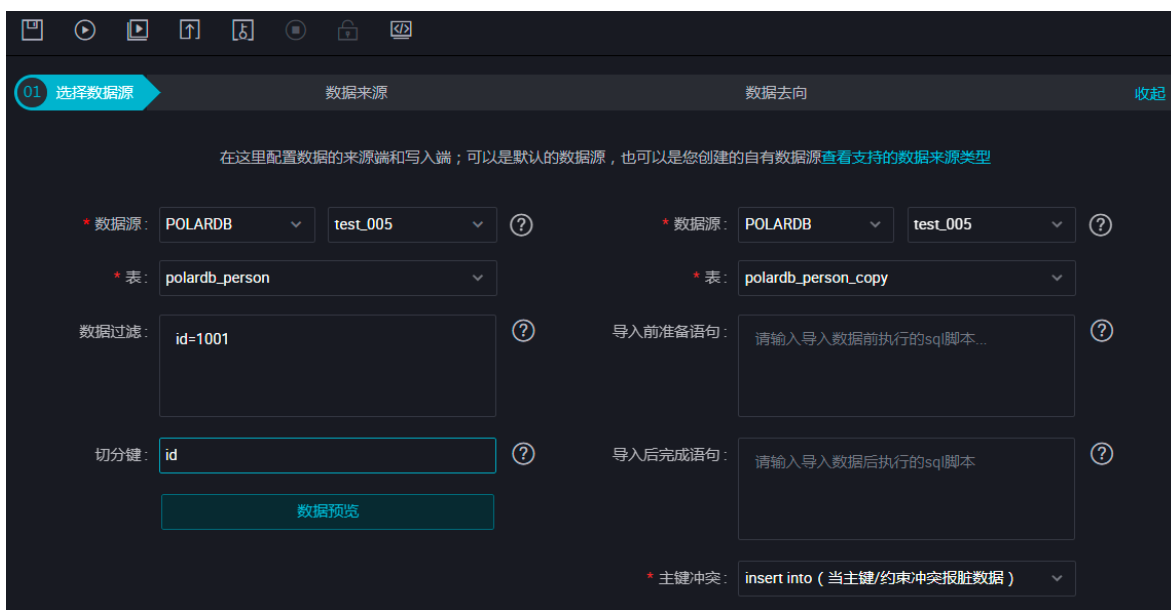 01 选择数据源 数据来源 数据去向 收起
在这里配置数据的来源端和写入端；可以是默认的数据源，也可以是您创建的自有数据源查看支持的数据来源类型
* 数据源: POLARDB test_005 ? * 数据源: POLARDB test_005 ?
* 表: polardb_person * 表: polardb_person_copy
数据过滤: id=1001 ? 导入前准备语句: 请输入导入数据前执行的sql脚本... ?
切分键: id ? 导入后完成语句: 请输入导入数据后执行的sql脚本 ?
数据预览
* 主键冲突: insert into（当主键/约束冲突报脏数据）